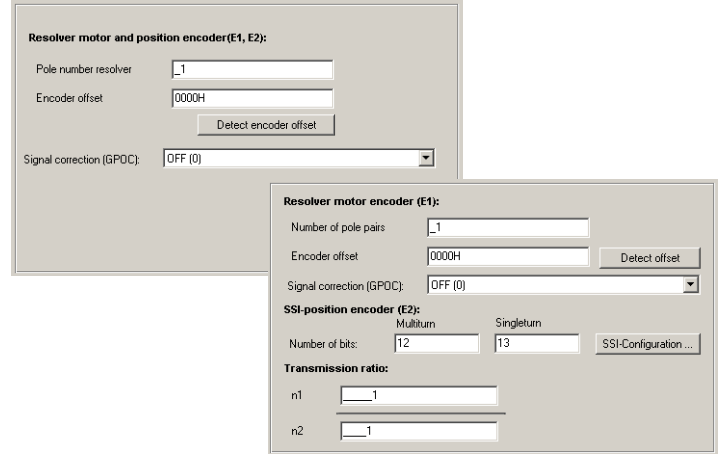 Resolver motor and position encoder(E1, E2):
Pole number resolver _1
Encoder offset 0000H
Detect encoder offset
Signal correction (GPOC): OFF (0)
Resolver motor encoder (E1):
Number of pole pairs _1
Encoder offset 0000H Detect offset
Signal correction (GPOC): OFF (0)
SSI-position encoder (E2):
Multiturn Singleturn
Number of bits: 12 13 SSI-Configuration ...
Transmission ratio:
n1 _____1
n2 ____1